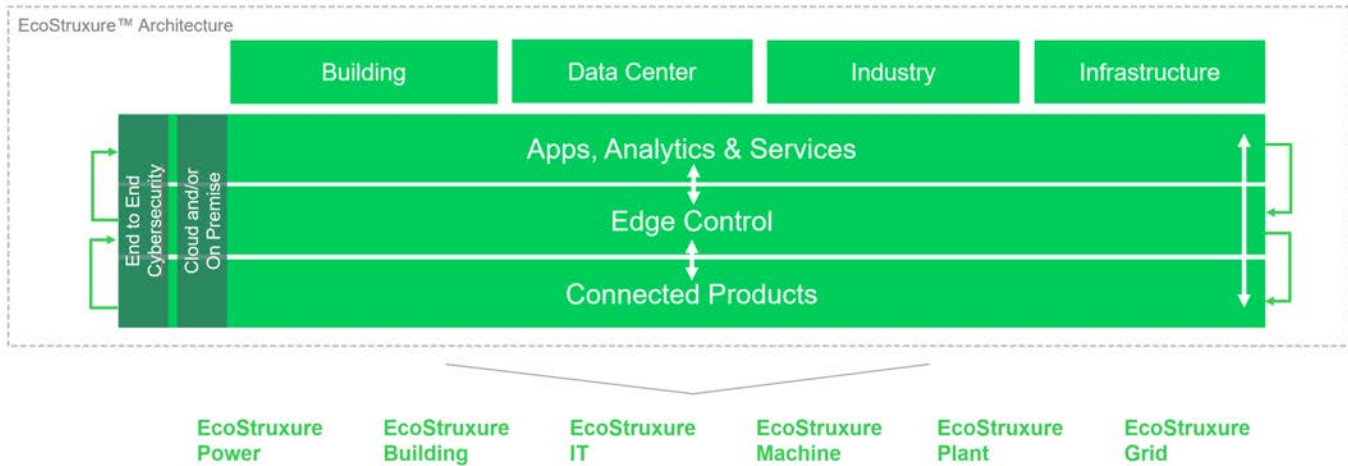 EcoStruxure™ Architecture
Building
Data Center
Industry
Infrastructure
End to End
Cybersecurity
Cloud and/or
On Premise
Apps, Analytics & Services
Edge Control
Connected Products
EcoStruxure
Power
EcoStruxure
Building
EcoStruxure
IT
EcoStruxure
Machine
EcoStruxure
Plant
EcoStruxure
Grid